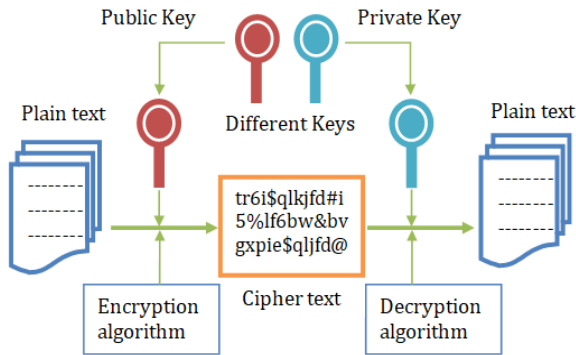 Public Key
Private Key
Plain text
Different Keys
Plain text
tr6i$qlkjfd#i
5%lf6bw&bv
gxpie$qljfd@
Encryption
algorithm
Cipher text
Decryption
algorithm